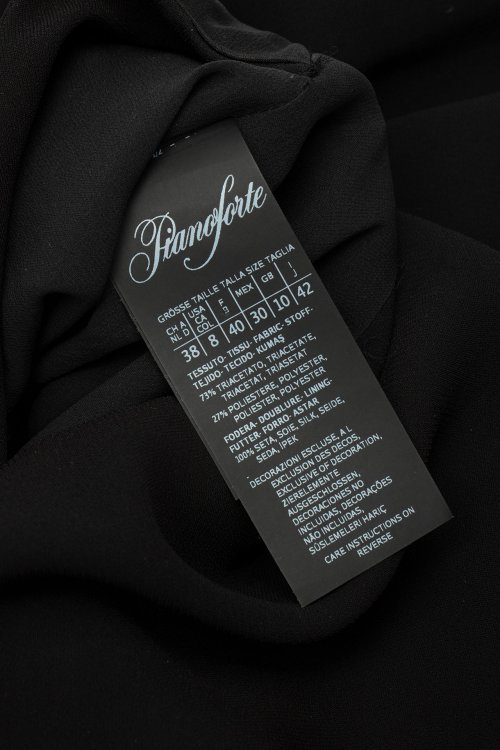 Pianoforte
GRÖSSE TAILLE TALLA SIZE TAGLIA
CH A NL D | USA CA COL | F | MEX | GB | I
38 | 8 | 40 | 30 | 10 | 42
TESSUTO- TISSU- FABRIC- STOFF-
TEJIDO- TECIDO- KUMAŞ
73% TRIACETATO, TRIACETATE,
TRIACETAT, TRIASETAT
27% POLIESTERE, POLYESTER,
POLIESTER, POLYESTER
FODERA- DOUBLURE- LINING-
FUTTER- FORRO- ASTAR
100% SETA, SOIE, SILK, SEIDE,
SEDA, İPEK
DECORAZIONI ESCLUSE, A L
EXCLUSION DES DECOS,
EXCLUSIVE OF DECORATION,
ZIERELEMENTE
AUSGESCHLOSSEN,
DECORACIONES NO
INCLUIDAS, DECORAÇÕES
NÃO INCLUIDAS,
SÜSLEMELERI HARIÇ
CARE INSTRUCTIONS ON
REVERSE